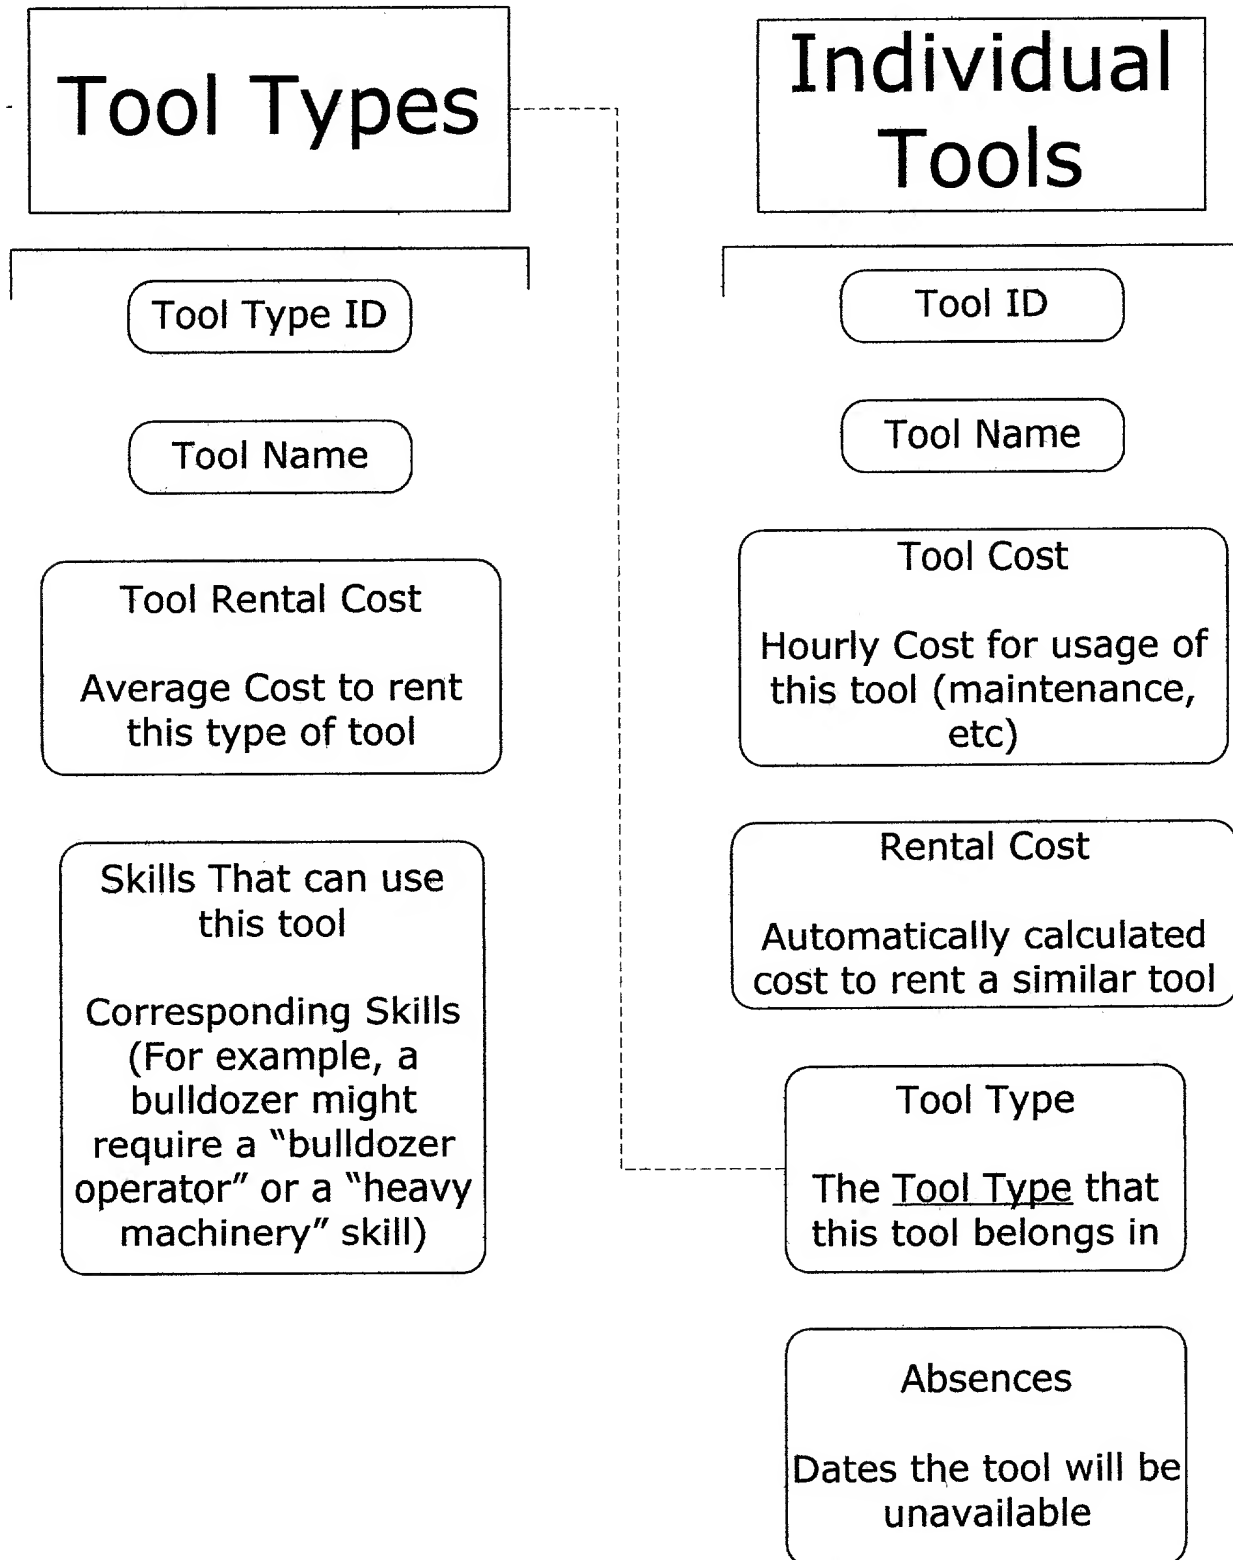 Tool Types
Tool Type ID
Tool Name
Tool Rental Cost
Average Cost to rent
this type of tool
Skills That can use
this tool
Corresponding Skills
(For example, a
bulldozer might
require a “bulldozer
operator” or a “heavy
machinery” skill)
Individual
Tools
Tool ID
Tool Name
Tool Cost
Hourly Cost for usage of
this tool (maintenance,
etc)
Rental Cost
Automatically calculated
cost to rent a similar tool
Tool Type
The Tool Type that
this tool belongs in
Absences
Dates the tool will be
unavailable